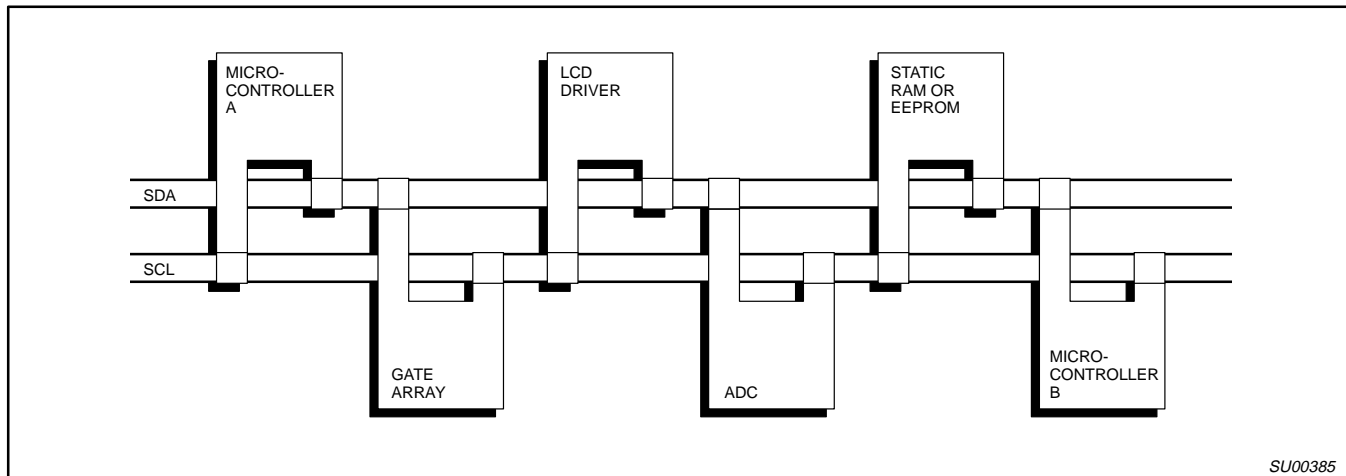 MICRO-
CONTROLLER
A
LCD
DRIVER
STATIC
RAM OR
EEPROM
SDA
SCL
GATE
ARRAY
ADC
MICRO-
CONTROLLER
B
SU00385